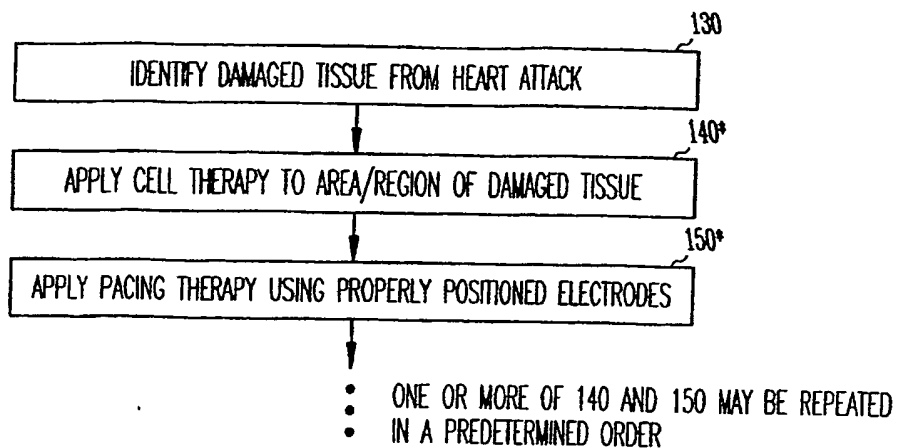 130
IDENTIFY DAMAGED TISSUE FROM HEART ATTACK
140*
APPLY CELL THERAPY TO AREA/REGION OF DAMAGED TISSUE
150*
APPLY PACING THERAPY USING PROPERLY POSITIONED ELECTRODES
ONE OR MORE OF 140 AND 150 MAY BE REPEATED
IN A PREDETERMINED ORDER